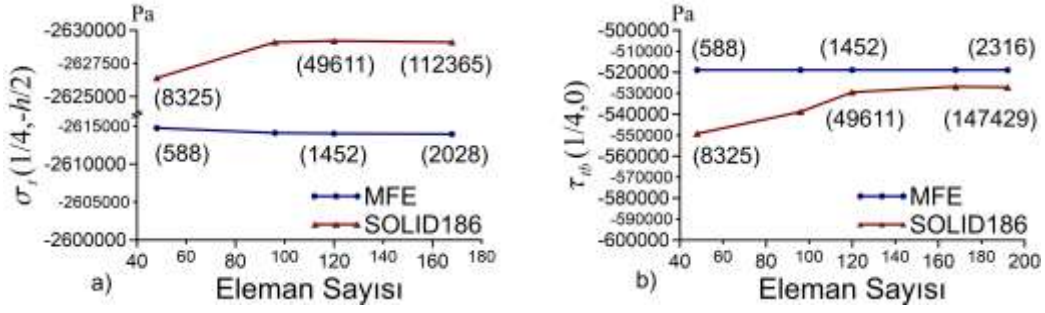 Pa
-2630000
-2627500
-2625000
-2615000
-2610000
-2605000
-2600000
σt (1/4,-h/2)
(8325)
(49611)
(112365)
(588)
(1452)
(2028)
MFE
SOLID186
40 60 80 100 120 140 160 180
a)
Eleman Sayısı
Pa
-500000
-510000
-520000
-530000
-540000
-550000
-560000
-570000
-580000
-590000
-600000
τtb (1/4,0)
(588)
(1452)
(2316)
(8325)
(49611)
(147429)
MFE
SOLID186
40 60 80 100 120 140 160 180 200
b)
Eleman Sayısı